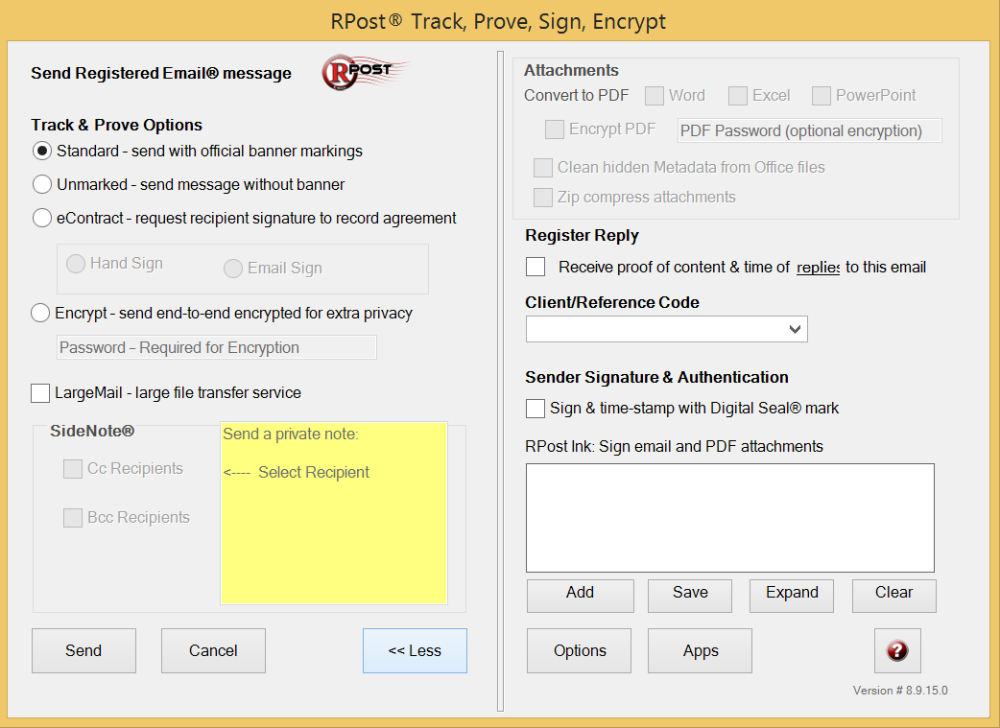 RPost® Track, Prove, Sign, Encrypt
Send Registered Email® message
RPOST
Track & Prove Options
Standard - send with official banner markings
Unmarked - send message without banner
eContract - request recipient signature to record agreement
Hand Sign
Email Sign
Encrypt - send end-to-end encrypted for extra privacy
Password - Required for Encryption
LargeMail - large file transfer service
SideNote®
Cc Recipients
Bcc Recipients
Send a private note:
<---- Select Recipient
Send
Cancel
<< Less
Attachments
Convert to PDF
Word
Excel
PowerPoint
Encrypt PDF
PDF Password (optional encryption)
Clean hidden Metadata from Office files
Zip compress attachments
Register Reply
Receive proof of content & time of replies to this email
Client/Reference Code
Sender Signature & Authentication
Sign & time-stamp with Digital Seal® mark
RPost Ink: Sign email and PDF attachments
Add
Save
Expand
Clear
Options
Apps
?
Version # 8.9.15.0